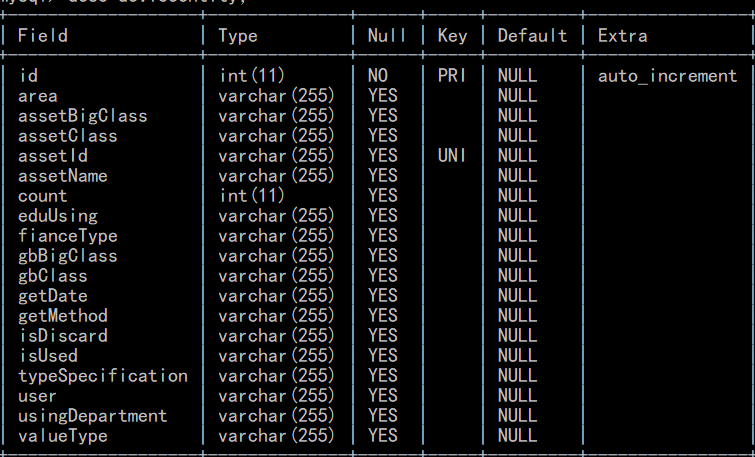 Field Type Null Key Default Extra
id int(11) NO PRI NULL auto_increment
area varchar(255) YES NULL
assetBigClass varchar(255) YES NULL
assetClass varchar(255) YES NULL
assetId varchar(255) YES UNI NULL
assetName varchar(255) YES NULL
count int(11) YES NULL
eduUsing varchar(255) YES NULL
fianceType varchar(255) YES NULL
gbBigClass varchar(255) YES NULL
gbClass varchar(255) YES NULL
getDate varchar(255) YES NULL
getMethod varchar(255) YES NULL
isDiscard varchar(255) YES NULL
isUsed varchar(255) YES NULL
typeSpecification varchar(255) YES NULL
user varchar(255) YES NULL
usingDepartment varchar(255) YES NULL
valueType varchar(255) YES NULL